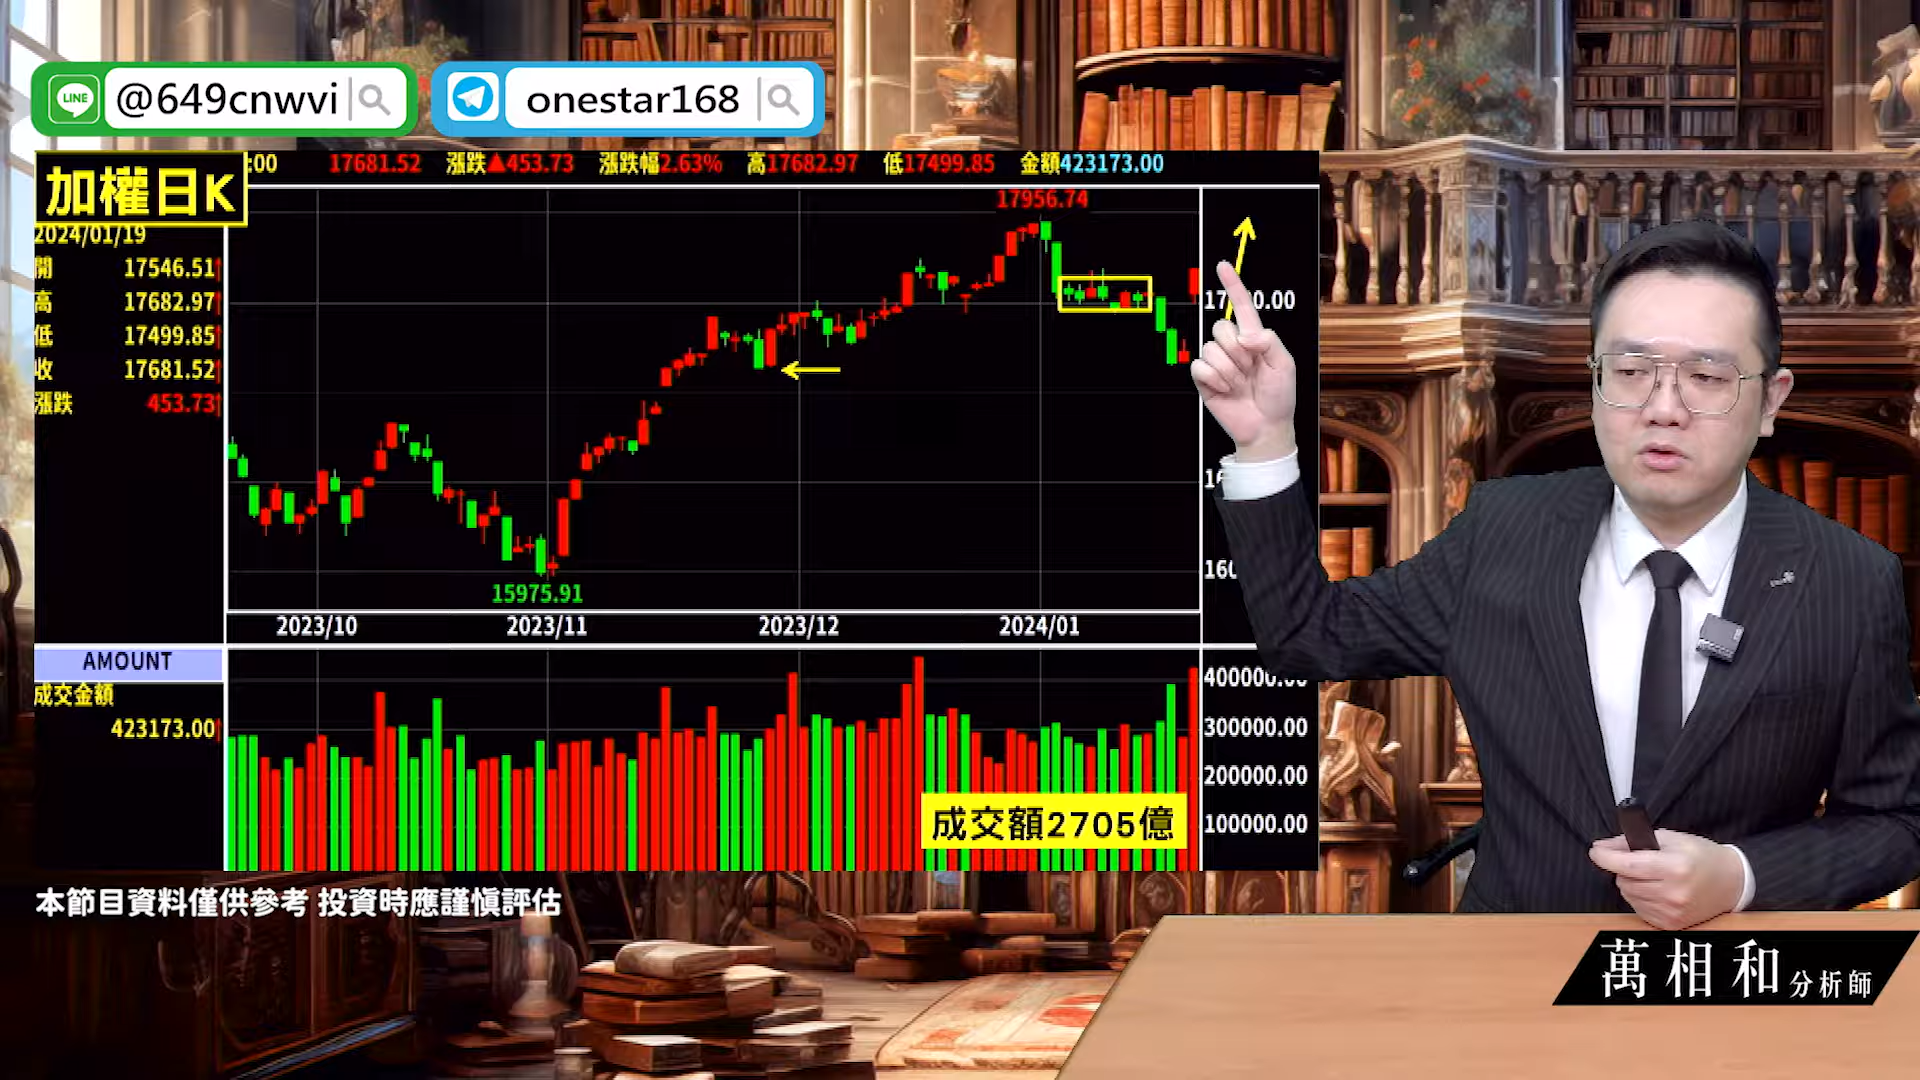 LINE @649cnwvi
onestar168
加權日K
:00 17681.52 漲跌▲453.73 漲跌幅2.63% 高17682.97 低17499.85 金額423173.00
2024/01/19
開 17546.51↑
高 17682.97↑
低 17499.85↑
收 17681.52↑
漲跌 453.73↑
17956.74
15975.91
2023/10 2023/11 2023/12 2024/01
AMOUNT
成交金額
423173.00↑
300000.00
200000.00
100000.00
成交額2705億
本節目資料僅供參考 投資時應謹慎評估
萬相和 分析師